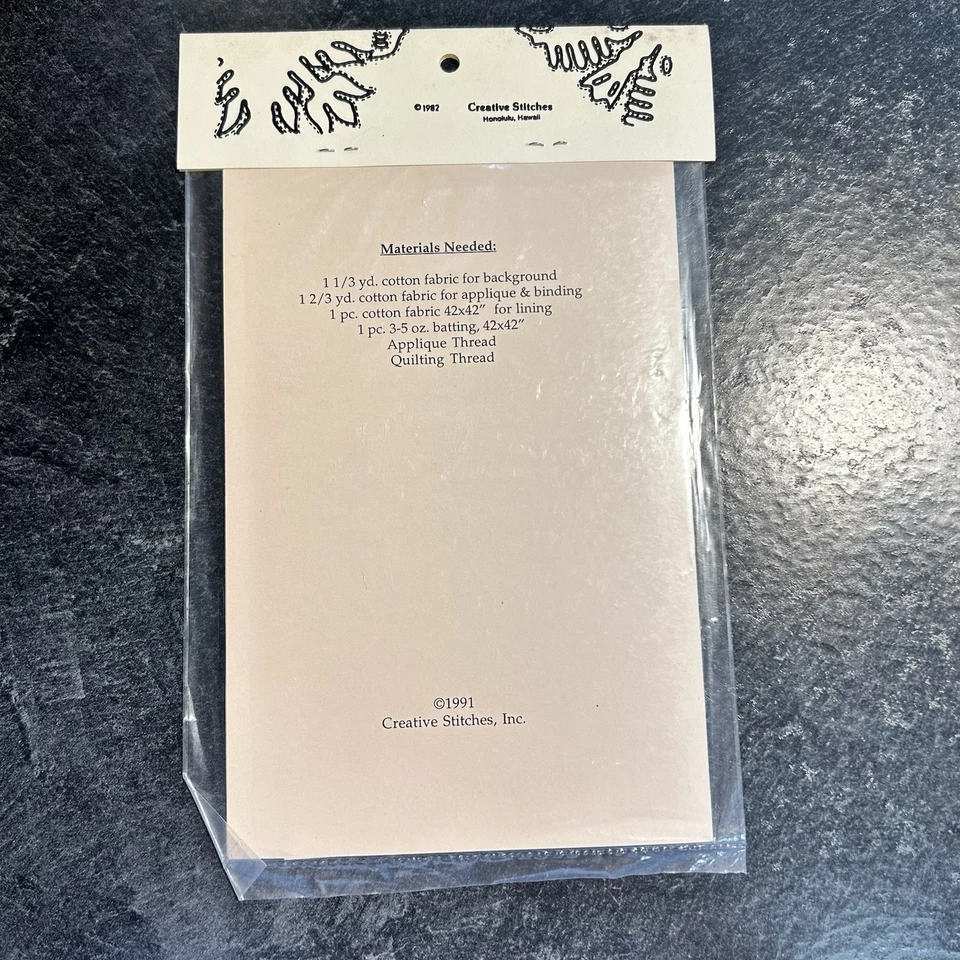 ©1982 Creative Stitches
Honolulu, Hawaii
Materials Needed:
1 1/3 yd. cotton fabric for background
1 2/3 yd. cotton fabric for applique & binding
1 pc. cotton fabric 42x42” for lining
1 pc. 3-5 oz. batting, 42x42”
Applique Thread
Quilting Thread
©1991
Creative Stitches, Inc.